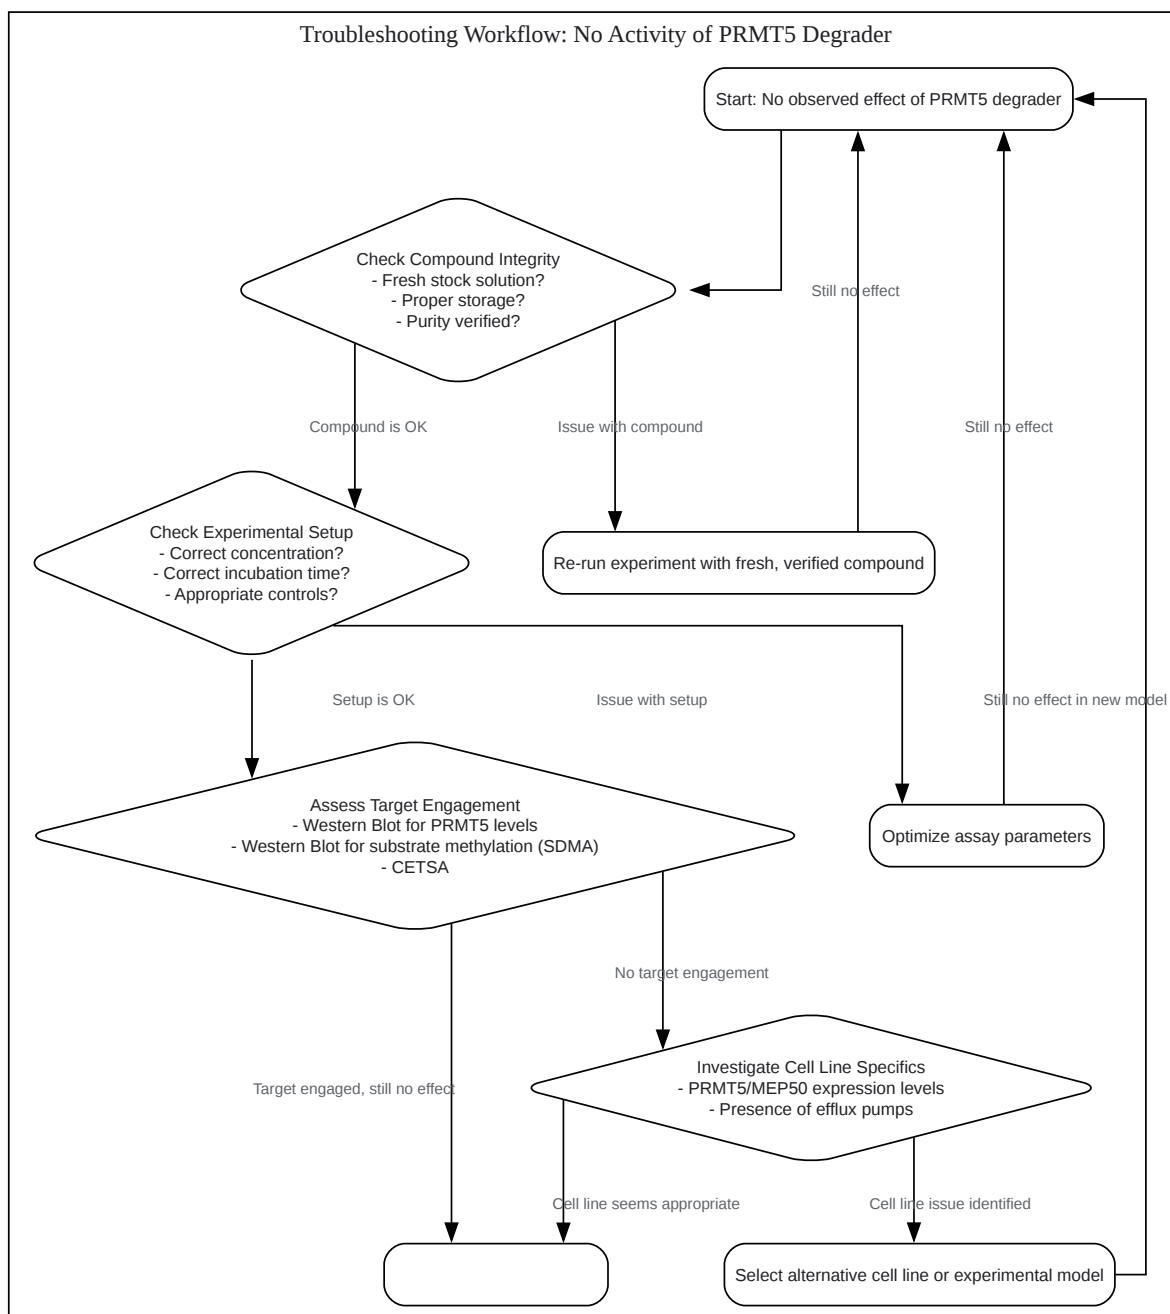 Troubleshooting Workflow: No Activity of PRMT5 Degrader
Start: No observed effect of PRMT5 degrader
Check Compound Integrity
- Fresh stock solution?
- Proper storage?
- Purity verified?
Still no effect
Compound is OK
Issue with compound
Still no effect
Check Experimental Setup
- Correct concentration?
- Correct incubation time?
- Appropriate controls?
Re-run experiment with fresh, verified compound
Setup is OK
Issue with setup
Still no effect in new model
Assess Target Engagement
- Western Blot for PRMT5 levels
- Western Blot for substrate methylation (SDMA)
- CETSA
Optimize assay parameters
No target engagement
Target engaged, still no effect
Investigate Cell Line Specifics
- PRMT5/MEP50 expression levels
- Presence of efflux pumps
Cell line seems appropriate
Cell line issue identified
Select alternative cell line or experimental model